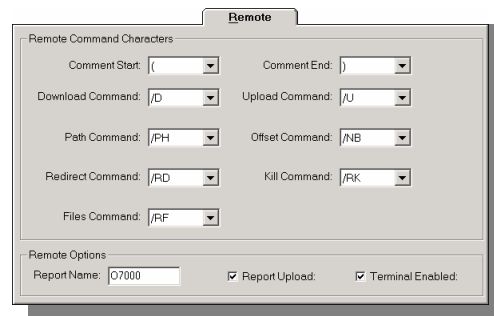 Remote
Remote Command Characters
Comment Start: ( Comment End: )
Download Command: /D Upload Command: /U
Path Command: /PH Offset Command: /NB
Redirect Command: /RD Kill Command: /RK
Files Command: /RF
Remote Options
Report Name: O7000 Report Upload: Terminal Enabled: